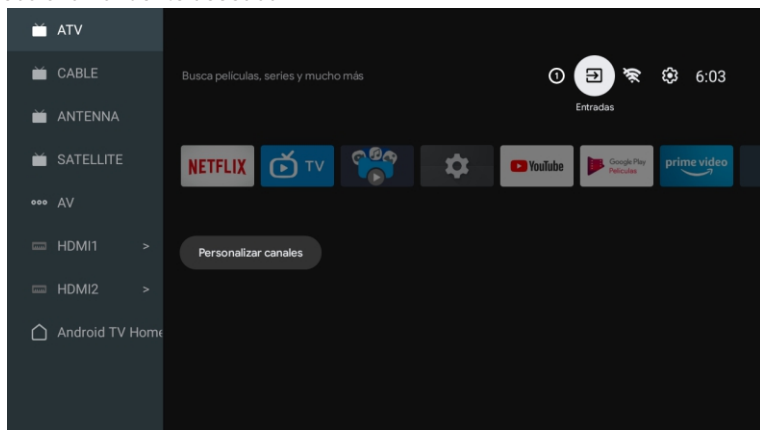 ATV
CABLE
ANTENNA
SATELLITE
AV
HDMI1 >
HDMI2 >
Android TV Home
Busca películas, series y mucho más
6:03
Entradas
NETFLIX
TV
YouTube
Google Play
Películas
prime video
Personalizar canales